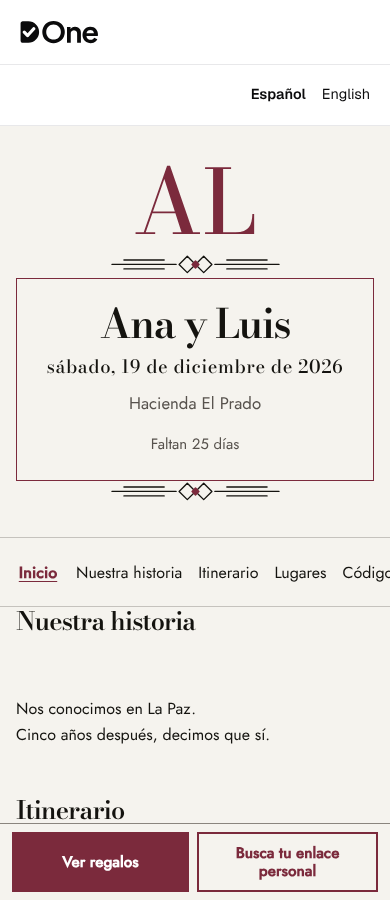 One
Español English
AL
Ana y Luis
sábado, 19 de diciembre de 2026
Hacienda El Prado
Faltan 25 días
Inicio Nuestra historia Itinerario Lugares Código
Nuestra historia
Nos conocimos en La Paz.
Cinco años después, decimos que sí.
Itinerario
Ver regalos
Busca tu enlace
personal